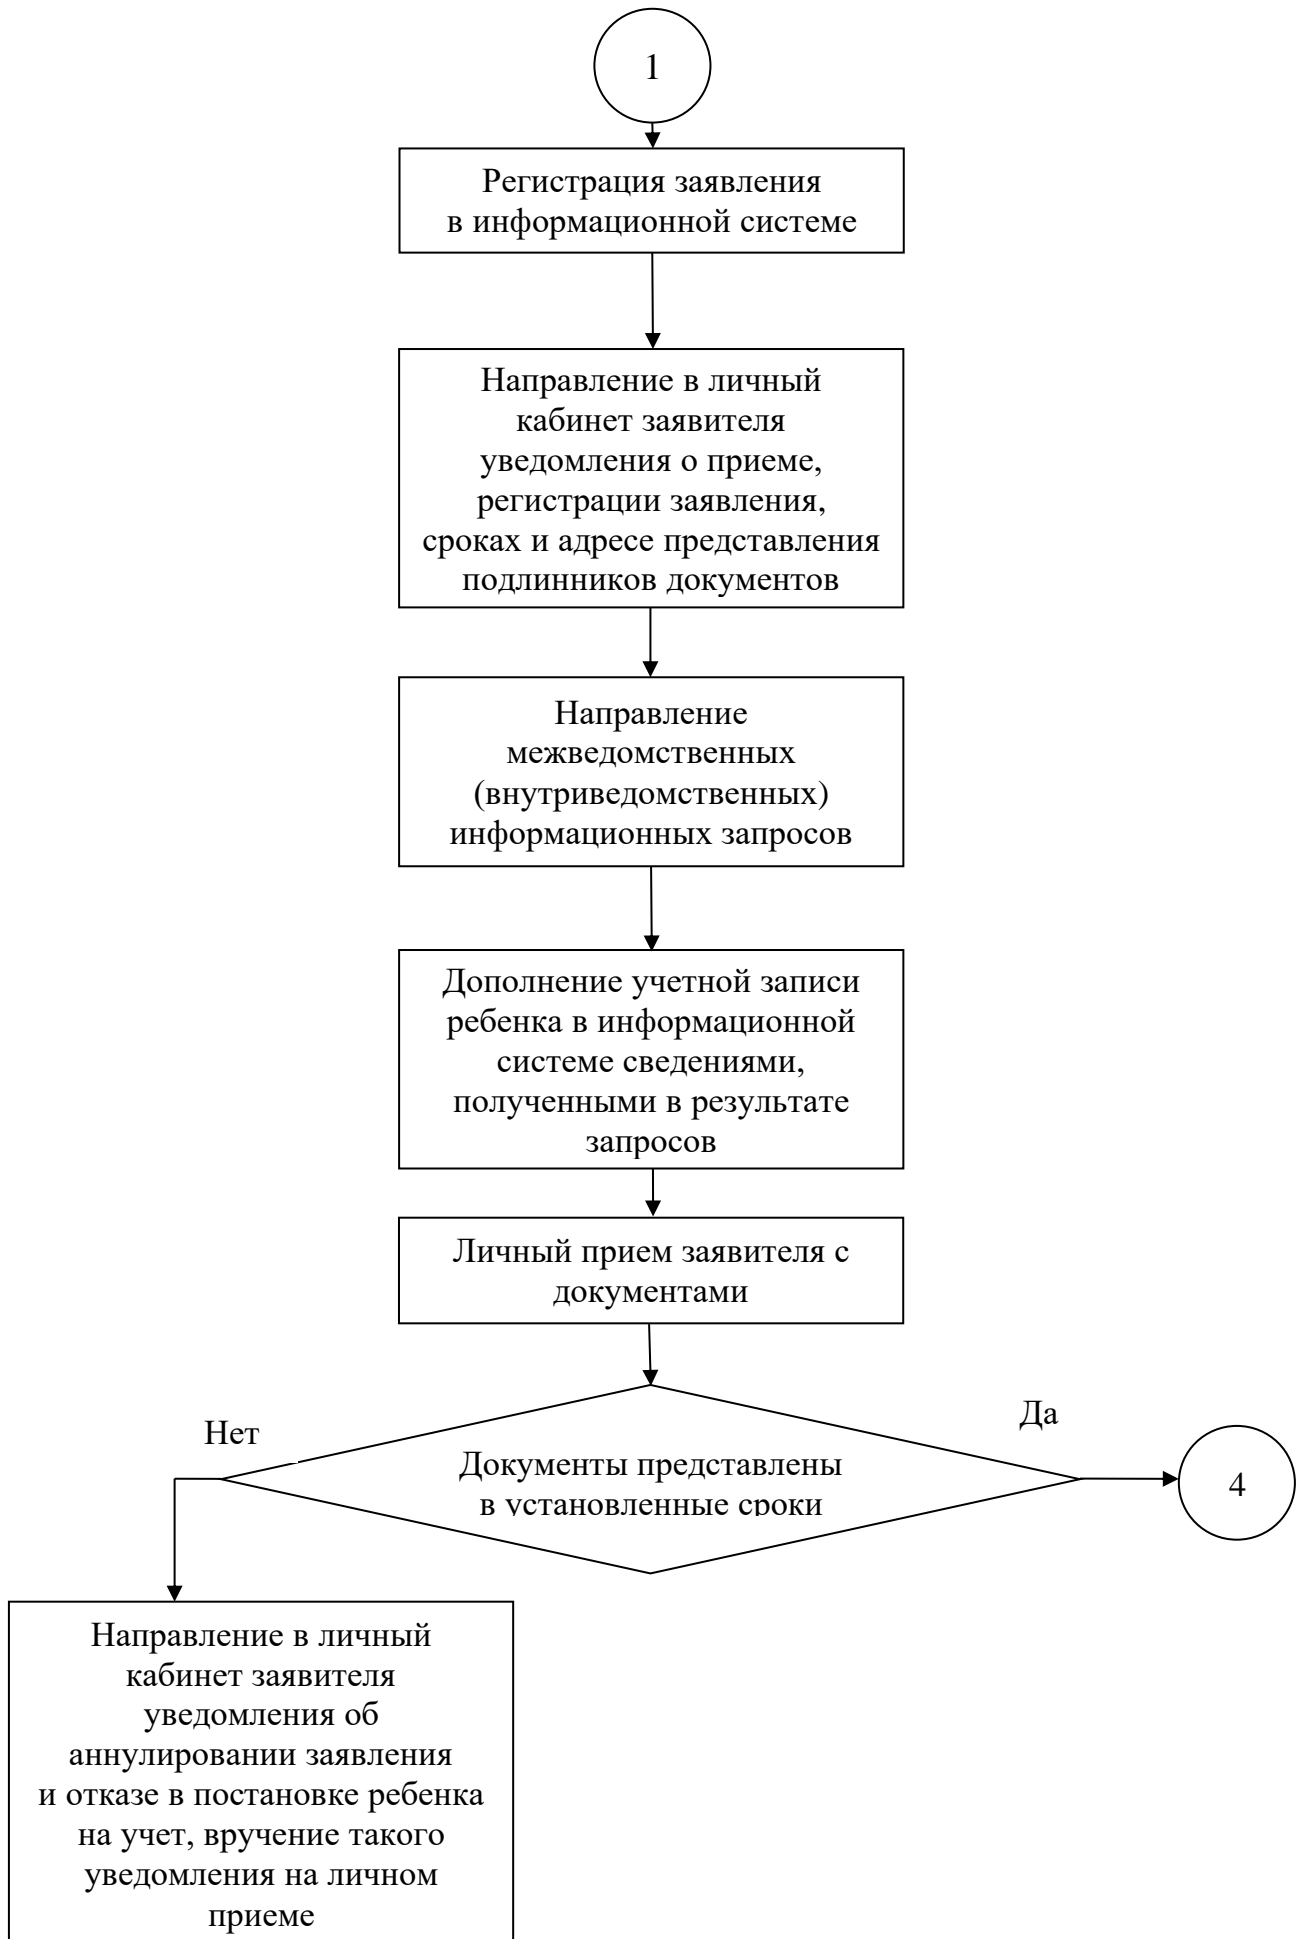 1
Регистрация заявления
в информационной системе
Направление в личный
кабинет заявителя
уведомления о приеме,
регистрации заявления,
сроках и адресе представления
подлинников документов
Направление
межведомственных
(внутриведомственных)
информационных запросов
Дополнение учетной записи
ребенка в информационной
системе сведениями,
полученными в результате
запросов
Личный прием заявителя с
документами
Нет
Да
Документы представлены
в установленные сроки
4
Направление в личный
кабинет заявителя
уведомления об
аннулировании заявления
и отказе в постановке ребенка
на учет, вручение такого
уведомления на личном
приеме